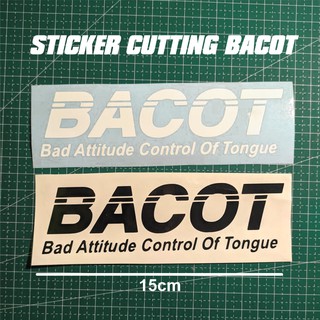 STICKER CUTTING BACOT
BACOT
Bad Attitude Control Of Tongue
BACOT
Bad Attitude Control Of Tongue
15cm